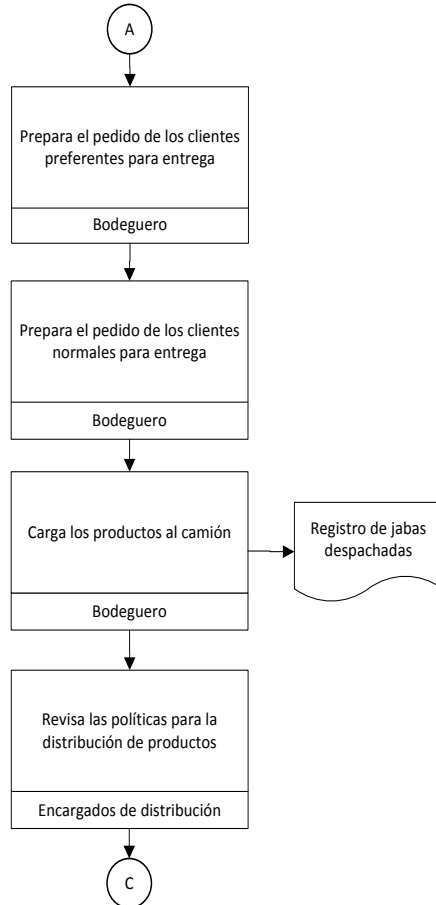 A
Prepara el pedido de los clientes
preferentes para entrega
Bodeguero
Prepara el pedido de los clientes
normales para entrega
Bodeguero
Carga los productos al camión
Registro de jabas
despachadas
Bodeguero
Revisa las políticas para la
distribución de productos
Encargados de distribución
C